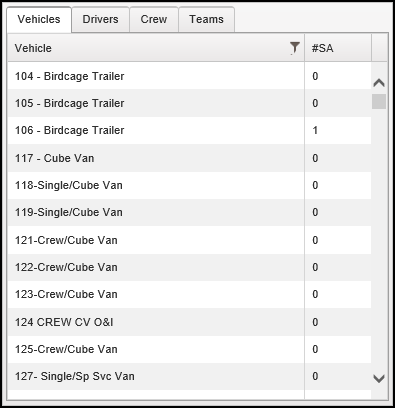 Vehicles Drivers Crew Teams
Vehicle #SA
104 - Birdcage Trailer 0
105 - Birdcage Trailer 0
106 - Birdcage Trailer 1
117 - Cube Van 0
118-Single/Cube Van 0
119-Single/Cube Van 0
121-Crew/Cube Van 0
122-Crew/Cube Van 0
123-Crew/Cube Van 0
124 CREW CV O&I 0
125-Crew/Cube Van 0
127- Single/Sp Svc Van 0